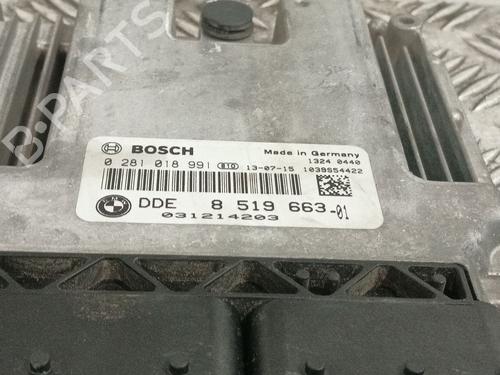 B-PARTS
BOSCH
Made in Germany
0 281 018 991 13-07-15
1324 0440
1039S54422
DDE 8 519 663-01
031214203